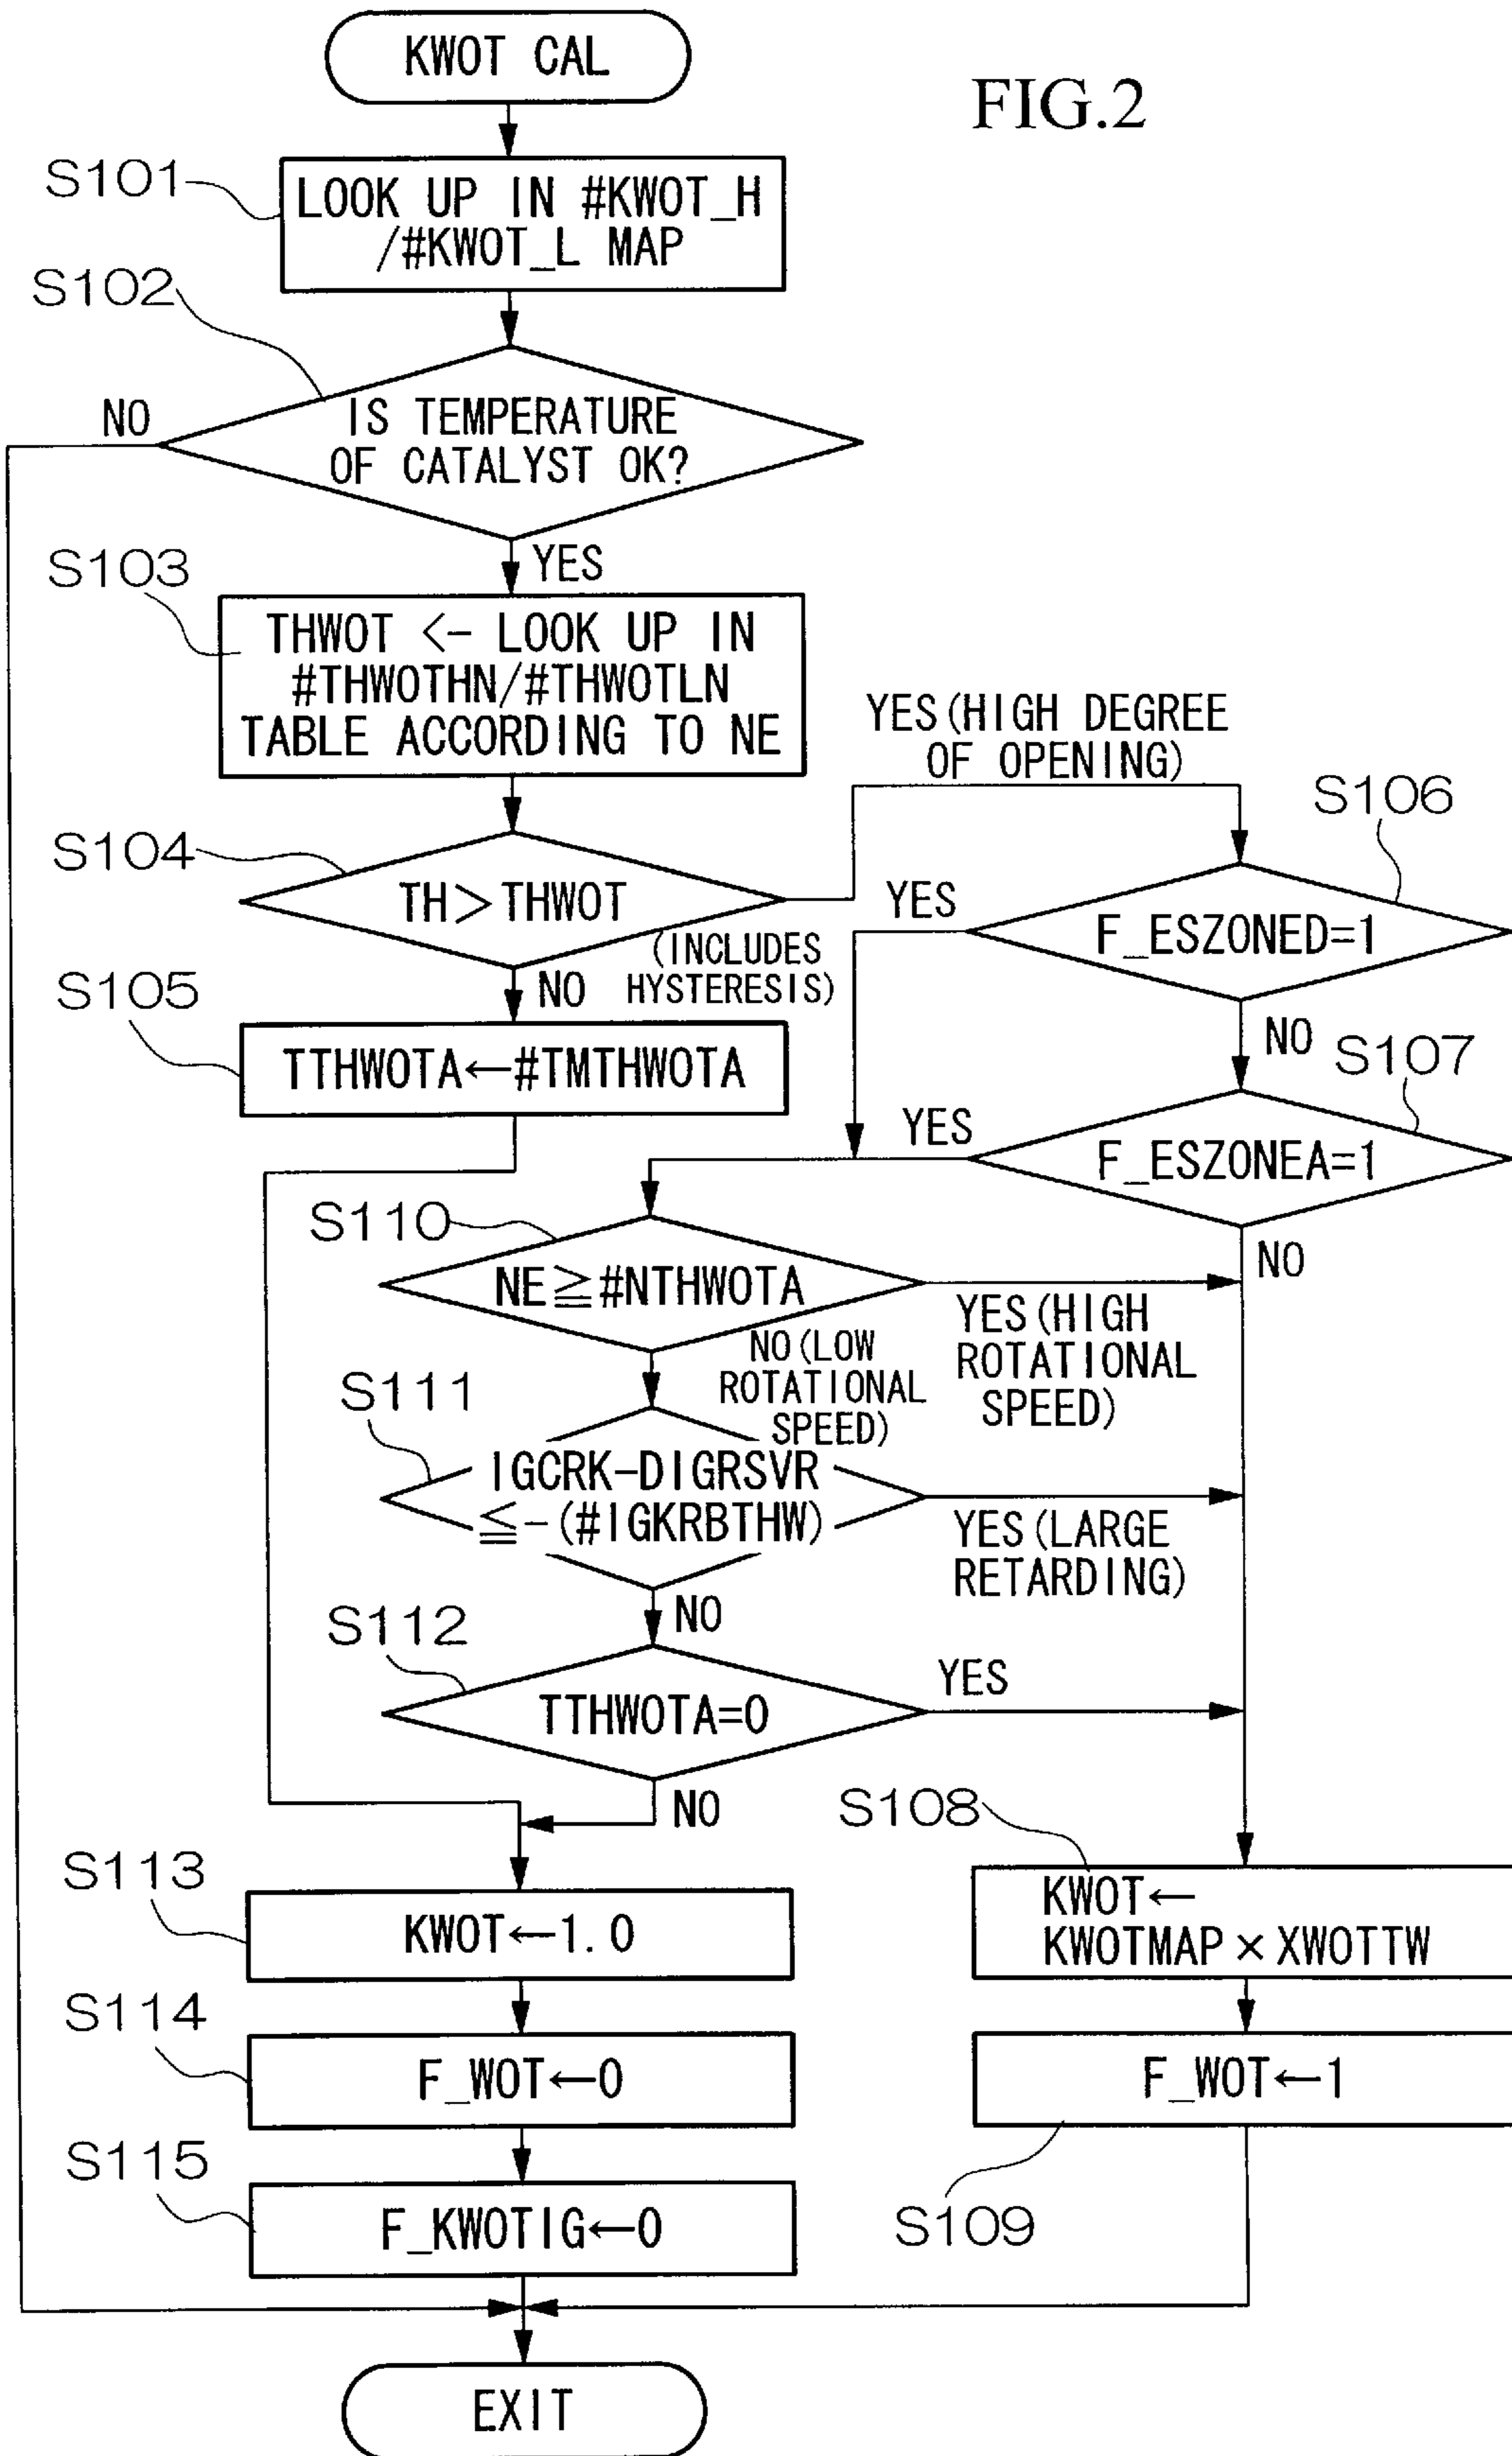 KWOT CAL
FIG.2
S101
LOOK UP IN #KWOT_H
/#KWOT_L MAP
S102
NO
IS TEMPERATURE
OF CATALYST OK?
YES
S103
THWOT <- LOOK UP IN
#THWOTHN/#THWOTLN
TABLE ACCORDING TO NE
YES(HIGH DEGREE
OF OPENING)
S104
TH>THWOT
(INCLUDES
HYSTERESIS)
NO
S106
YES
F_ESZONED=1
NO
S105
TTHWOTA←#TMTHWOTA
S107
YES
F_ESZONEA=1
NO
S110
NE≧#NTHWOTA
YES(HIGH
ROTATIONAL
SPEED)
NO(LOW
ROTATIONAL
SPEED)
S111
IGCRK-DIGRSVR
≦-(#IGKRBTHW)
YES(LARGE
RETARDING)
NO
S112
TTHWOTA=0
YES
NO
S108
KWOT←
KWOTMAP×XWOTTW
S113
KWOT←1.0
S114
F_WOT←0
F_WOT←1
S109
S115
F_KWOTIG←0
EXIT